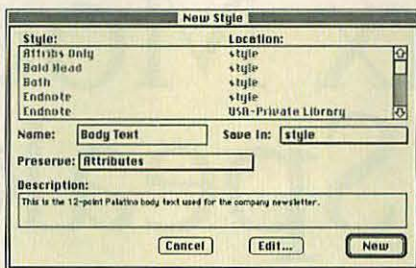 New Style
Style: Location:
Attribs Only style
Bold Head style
Both style
Endnote style
Endnote USA-Private Library
Name: Body Text Save In: style
Preserve: Attributes
Description:
This is the 12-point Palatino body text used for the company newsletter.
Cancel Edit... New